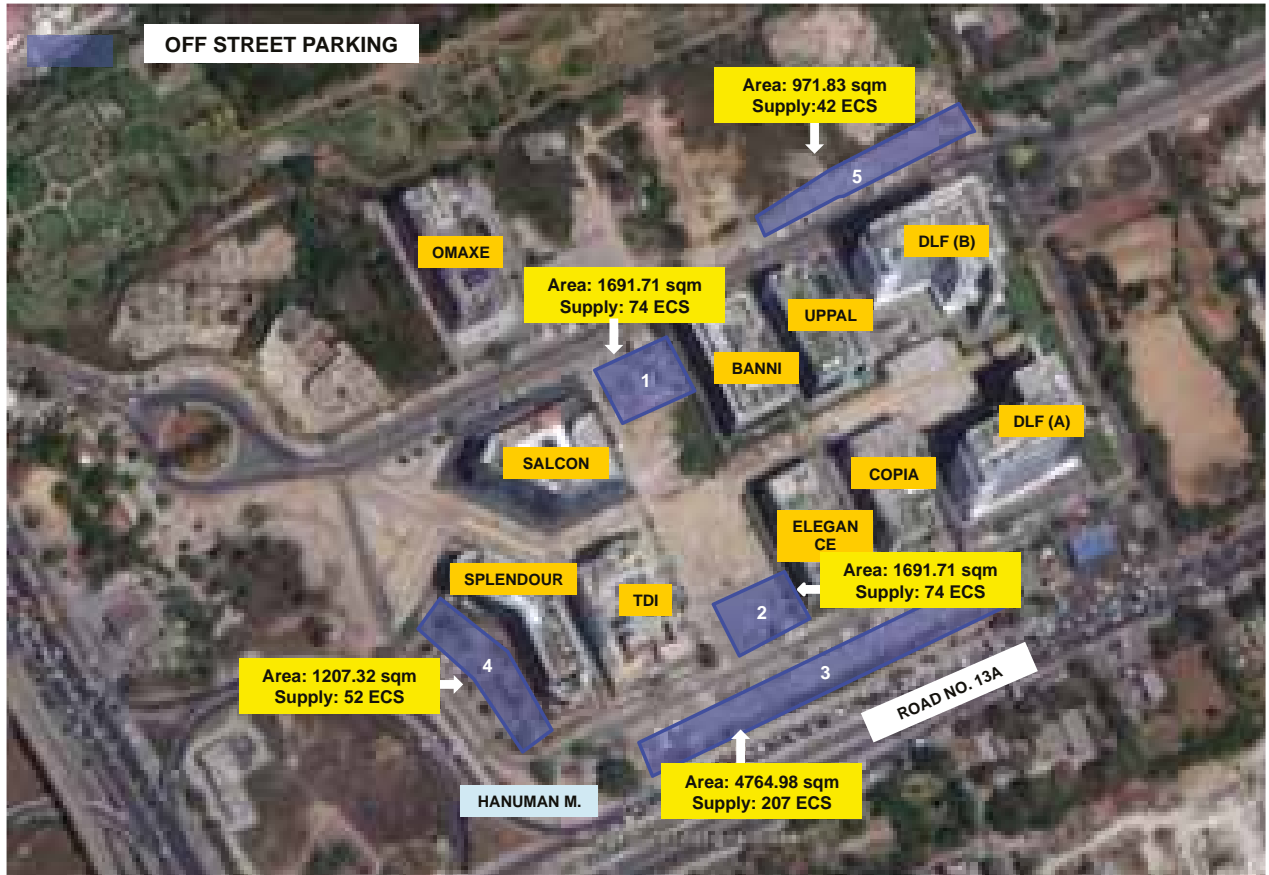 OFF STREET PARKING
Area: 971.83 sqm
Supply:42 ECS
5
DLF (B)
OMAXE
Area: 1691.71 sqm
Supply: 74 ECS
UPPAL
BANNI
1
DLF (A)
SALCON
COPIA
ELEGAN
CE
Area: 1691.71 sqm
Supply: 74 ECS
SPLENDOUR
TDI
2
4
3
Area: 1207.32 sqm
Supply: 52 ECS
ROAD NO. 13A
Area: 4764.98 sqm
Supply: 207 ECS
HANUMAN M.